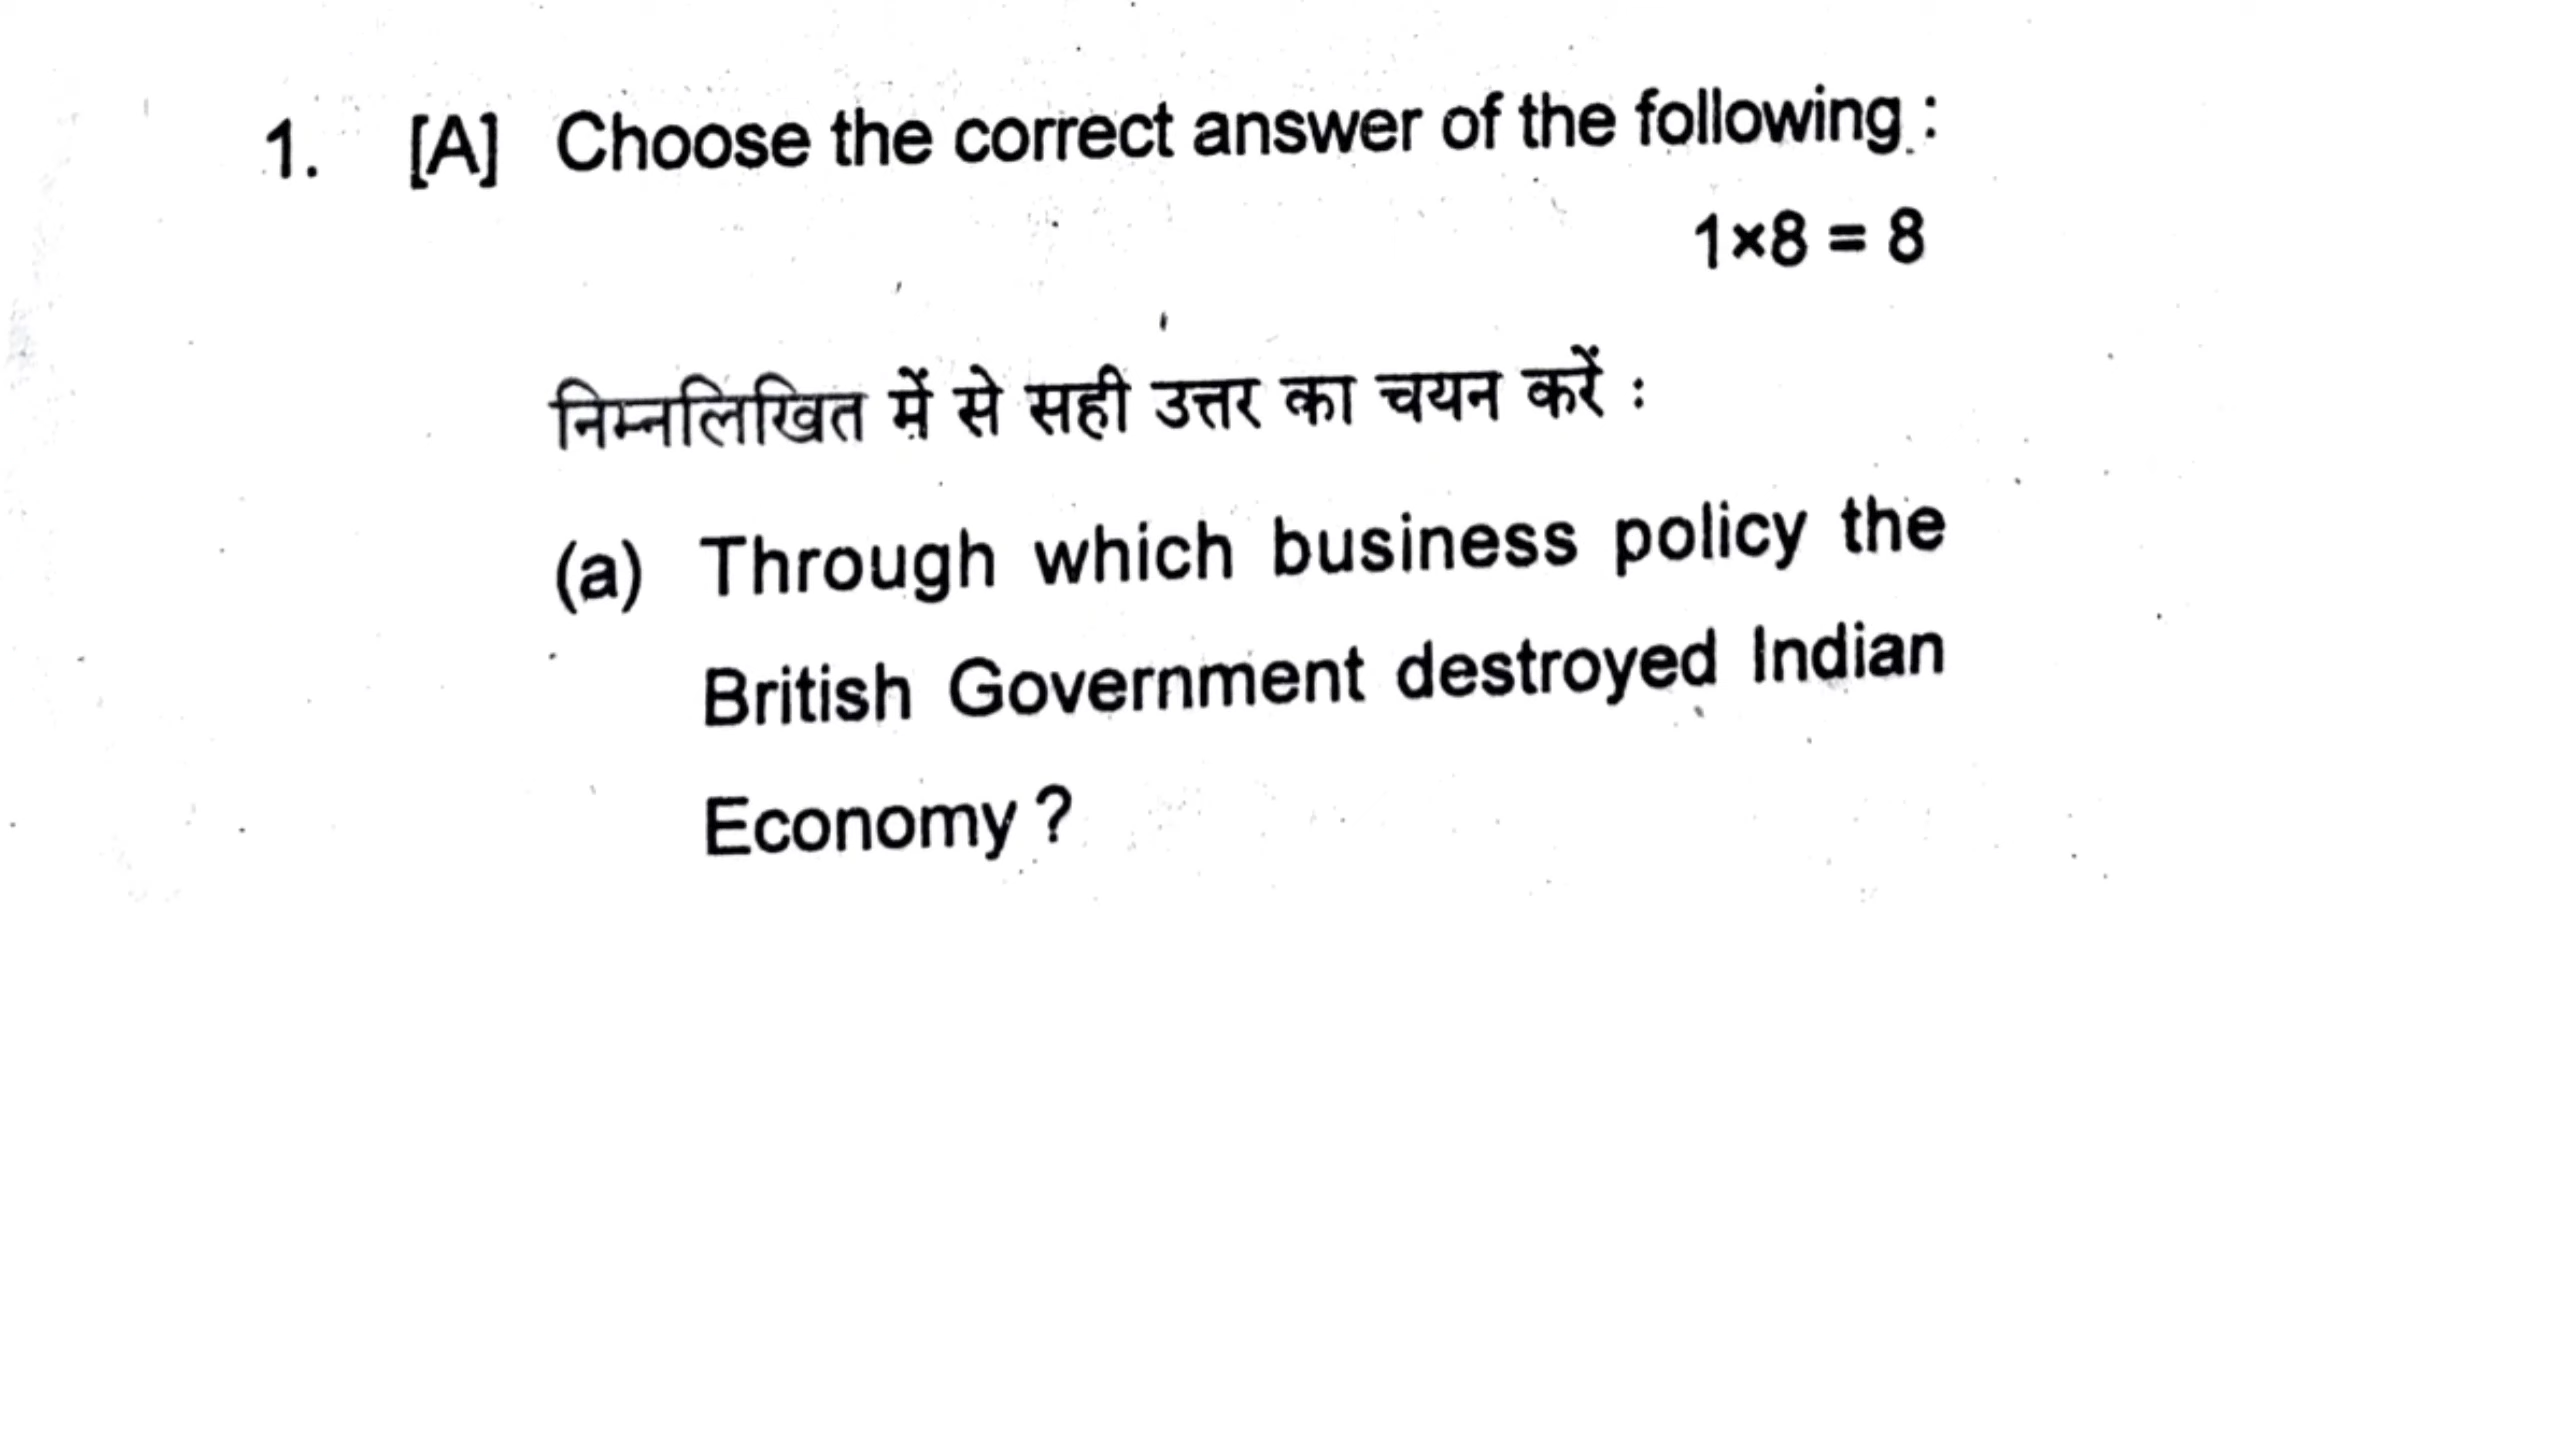 1. [A] Choose the correct answer of the following :
1×8 = 8
निम्नलिखित में से सही उत्तर का चयन करें :
(a) Through which business policy the
British Government destroyed Indian
Economy ?